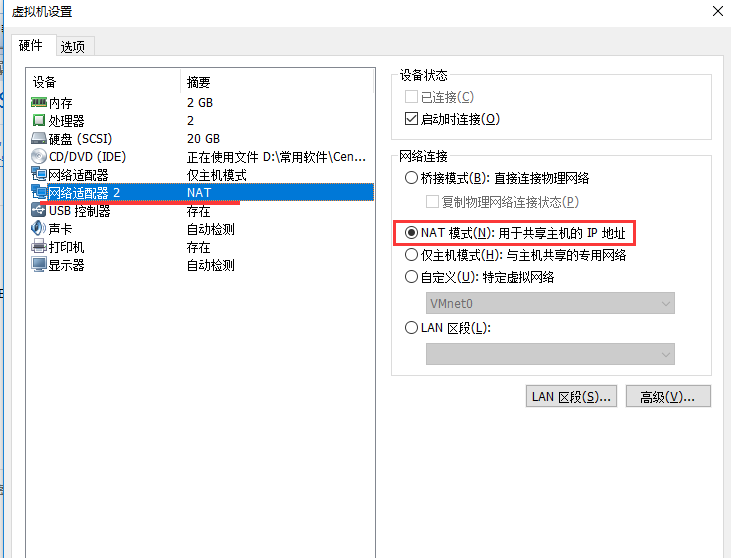 虚拟机设置
硬件 选项
设备 摘要
内存 2 GB
处理器 2
硬盘 (SCSI) 20 GB
CD/DVD (IDE) 正在使用文件 D:\常用软件\Cen...
网络适配器 仅主机模式
网络适配器 2 NAT
USB 控制器 存在
声卡 自动检测
打印机 存在
显示器 自动检测
设备状态
已连接(C)
启动时连接(O)
网络连接
桥接模式(B): 直接连接物理网络
复制物理网络连接状态(P)
NAT 模式(N): 用于共享主机的 IP 地址
仅主机模式(H): 与主机共享的专用网络
自定义(U): 特定虚拟网络
VMnet0
LAN 区段(L):
LAN 区段(S)... 高级(V)...